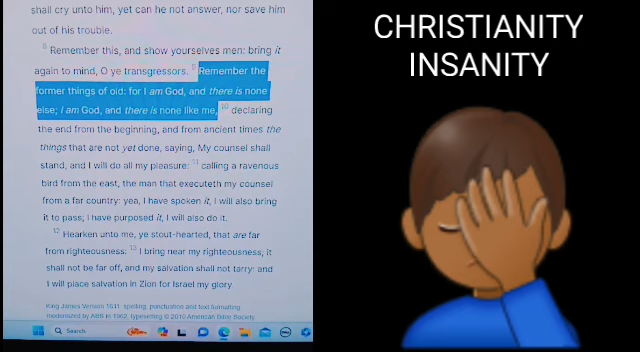 shall cry unto him, yet can he not answer, nor save him
out of his trouble.
8 Remember this, and show yourselves men: bring it
again to mind, O ye transgressors. 9 Remember the
former things of old: for I am God, and there is none
else; I am God, and there is none like me, 10 declaring
the end from the beginning, and from ancient times the
things that are not yet done, saying, My counsel shall
stand, and I will do all my pleasure: 11 calling a ravenous
bird from the east, the man that executeth my counsel
from a far country: yea, I have spoken it, I will also bring
it to pass; I have purposed it, I will also do it.
12 Hearken unto me, ye stout-hearted, that are far
from righteousness: 13 I bring near my righteousness; it
shall not be far off, and my salvation shall not tarry: and
I will place salvation in Zion for Israel my glory.
King James Version 1611, spelling, punctuation and text formatting
modernized by ABS in 1962; typesetting © 2010 American Bible Society.
Search
CHRISTIANITY
INSANITY